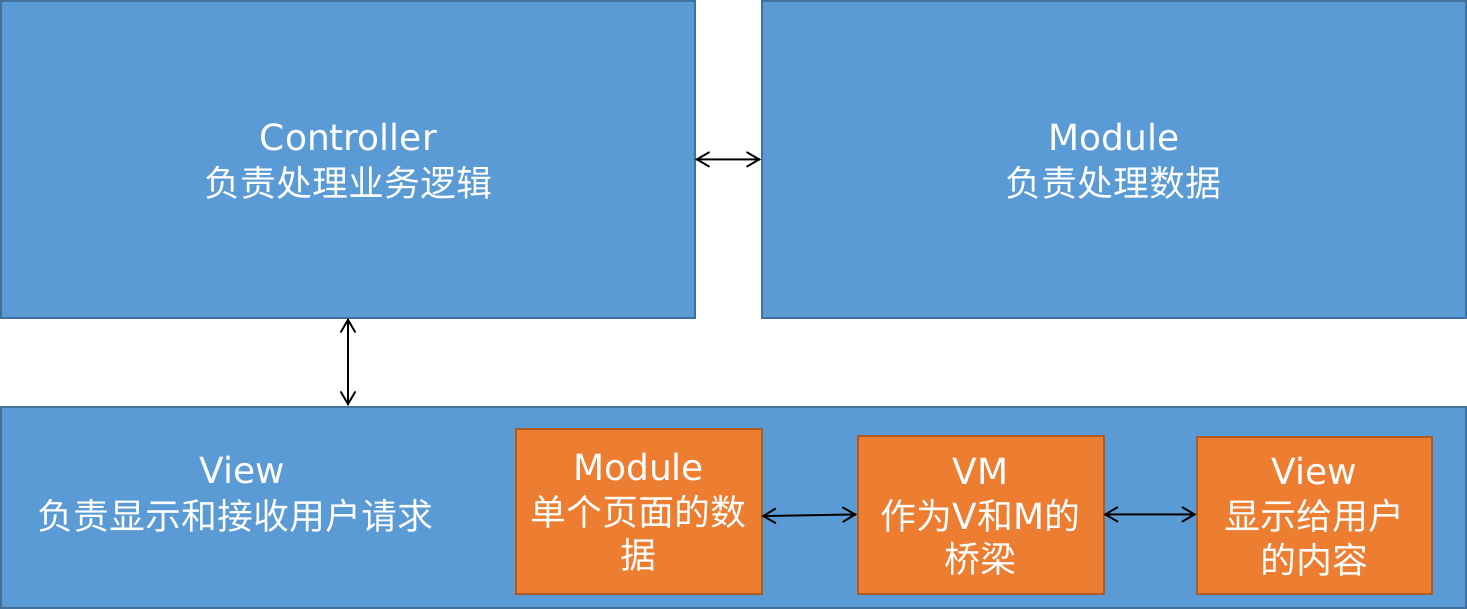 Controller
负责处理业务逻辑
Module
负责处理数据
View
负责显示和接收用户请求
Module
单个页面的数
据
VM
作为V和M的
桥梁
View
显示给用户
的内容